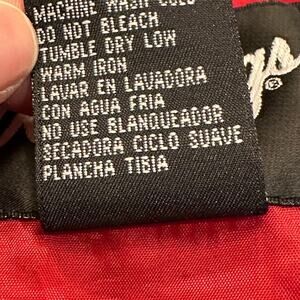 MACHINE WASH COLD
DO NOT BLEACH
TUMBLE DRY LOW
WARM IRON
LAVAR EN LAVADORA
CON AGUA FRIA
NO USE BLANQUEADOR
SECADORA CICLO SUAVE
PLANCHA TIBIA